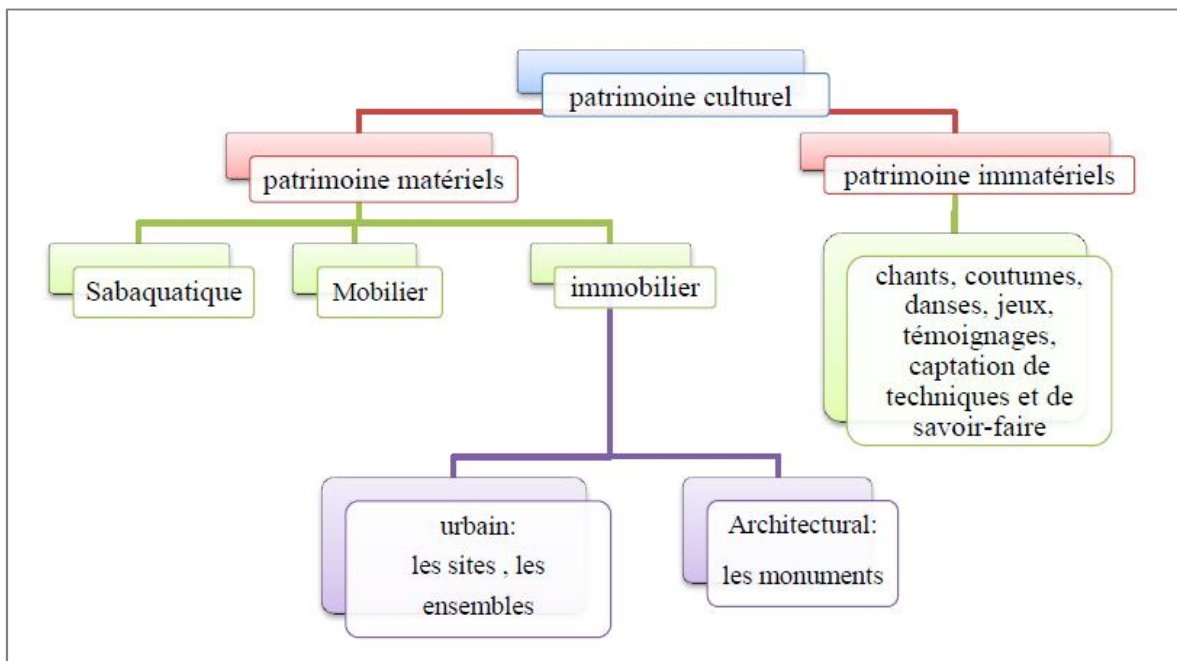 patrimoine culturel
patrimoine matériels
patrimoine immatériels
Sabaquatique
Mobilier
immobilier
chants, coutumes,
danses, jeux,
témoignages,
captation de
techniques et de
savoir-faire
urbain:
les sites , les
ensembles
Architectural:
les monuments